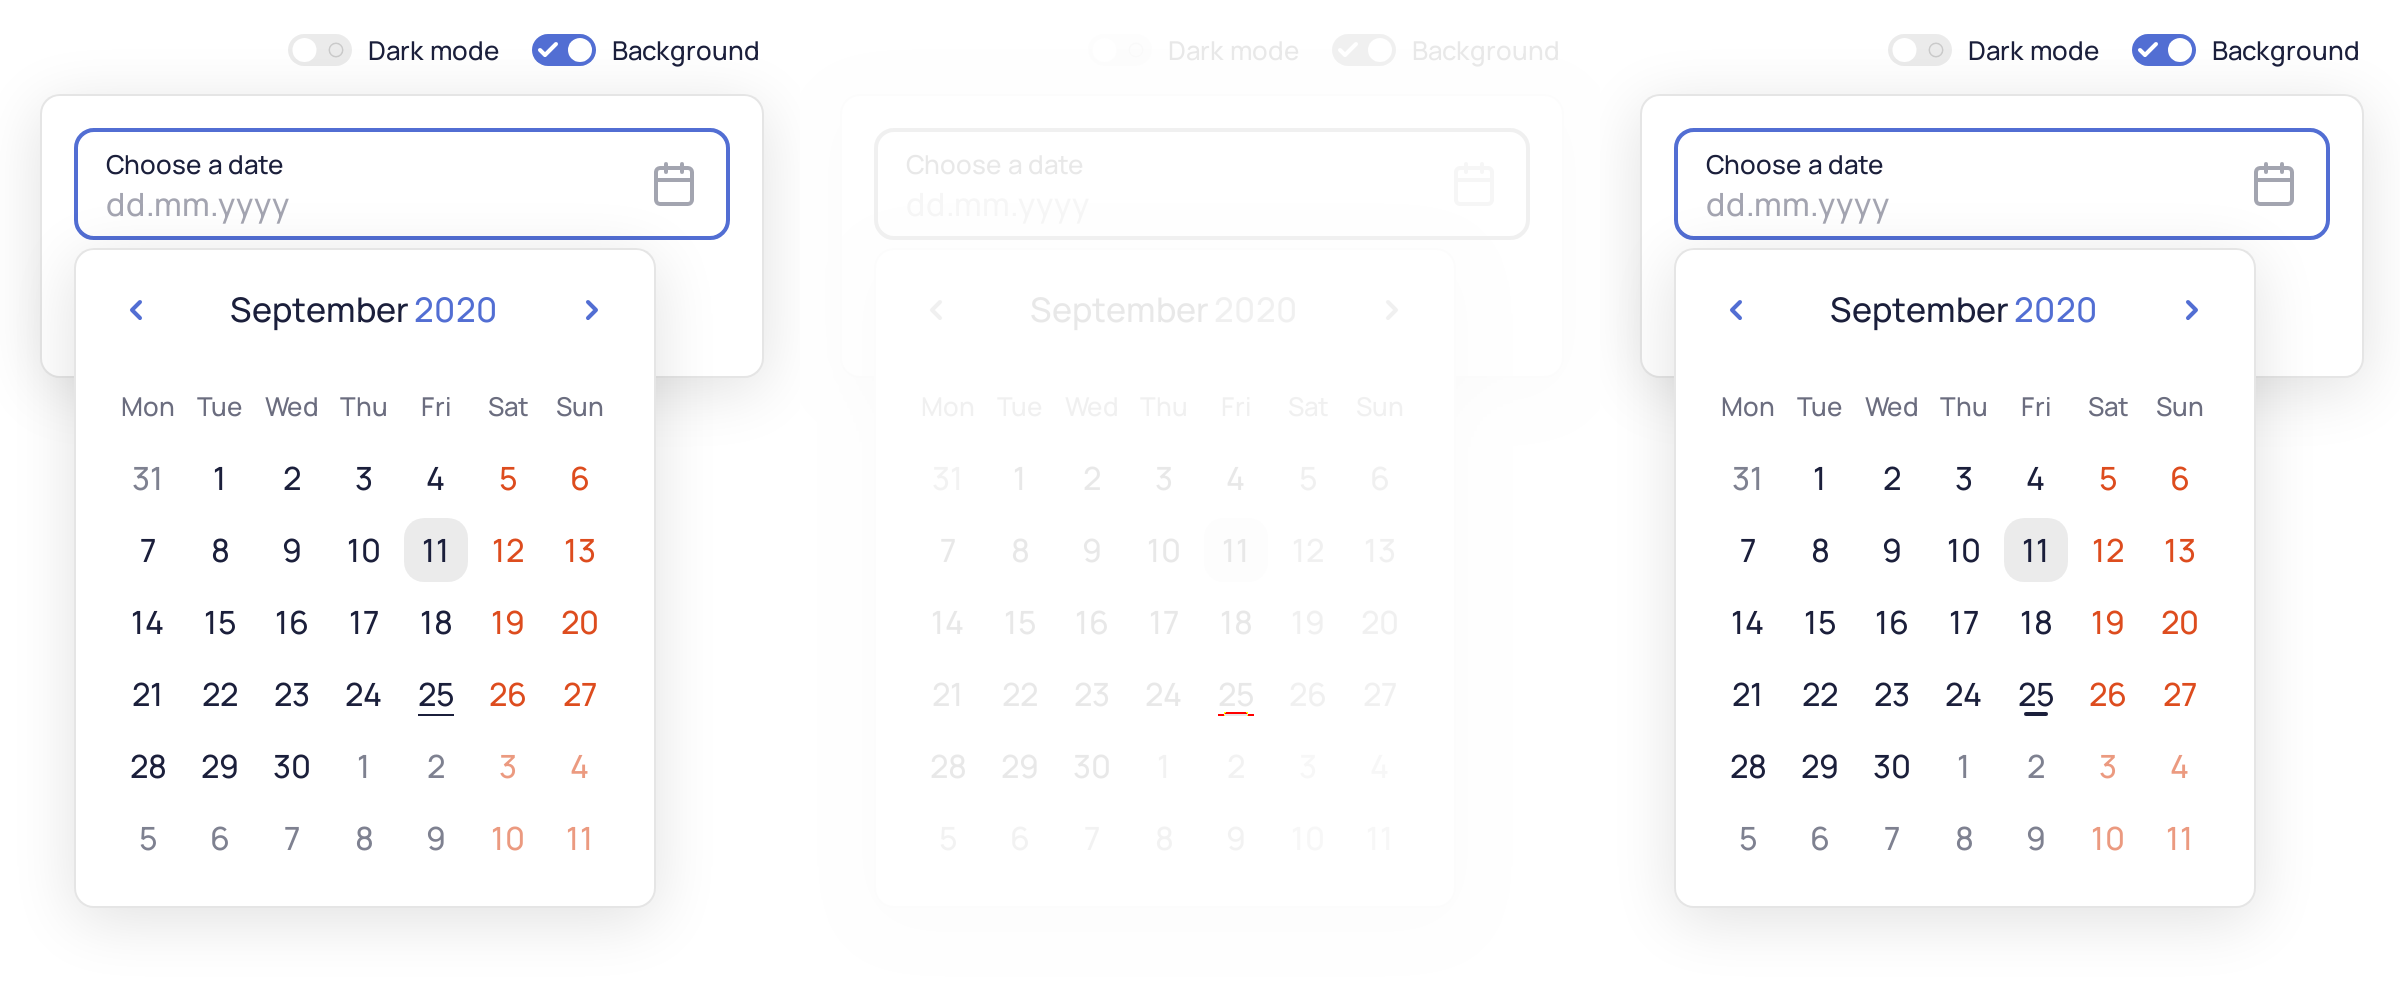 Dark mode Background
Choose a date
dd.mm.yyyy
September 2020
Mon Tue Wed Thu Fri Sat Sun
31 1 2 3 4 5 6
7 8 9 10 11 12 13
14 15 16 17 18 19 20
21 22 23 24 25 26 27
28 29 30 1 2 3 4
5 6 7 8 9 10 11
Dark mode Background
Choose a date
dd.mm.yyyy
September 2020
Mon Tue Wed Thu Fri Sat Sun
31 1 2 3 4 5 6
7 8 9 10 11 12 13
14 15 16 17 18 19 20
21 22 23 24 25 26 27
28 29 30 1 2 3 4
5 6 7 8 9 10 11
Dark mode Background
Choose a date
dd.mm.yyyy
September 2020
Mon Tue Wed Thu Fri Sat Sun
31 1 2 3 4 5 6
7 8 9 10 11 12 13
14 15 16 17 18 19 20
21 22 23 24 25 26 27
28 29 30 1 2 3 4
5 6 7 8 9 10 11